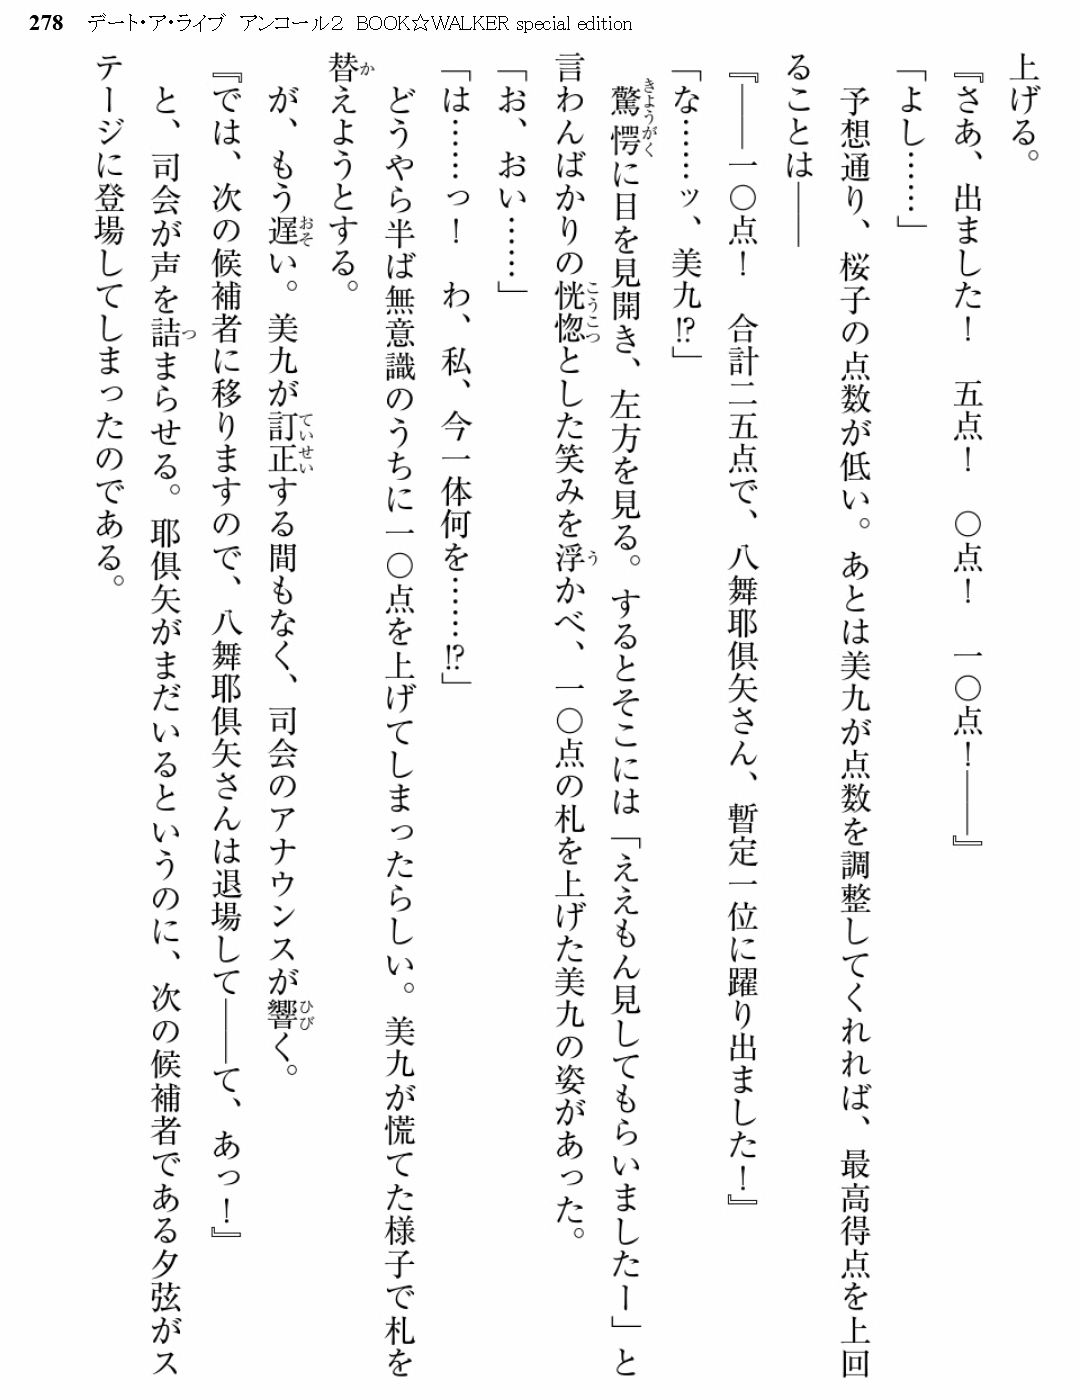 278 デート・ア・ライブ　アンコール2　BOOK☆WALKER special edition
上げる。
『さあ、出ました！　五点！　〇点！　一〇点！――』
「よし……」
予想通り、桜子の点数が低い。あとは美九が点数を調整してくれれば、最高得点を上回
ることは――
『――一〇点！　合計二五点で、八舞耶倶矢さん、暫定一位に躍り出ました！』
「な……ッ、美九!?」
驚愕に目を見開き、左方を見る。するとそこには「ええもん見してもらいましたー」と
言わんばかりの恍惚とした笑みを浮かべ、一〇点の札を上げた美九の姿があった。
「お、おい……」
「は……っ！　わ、私、今一体何を……!?」
どうやら半ば無意識のうちに一〇点を上げてしまったらしい。美九が慌てた様子で札を
替えようとする。
が、もう遅い。美九が訂正する間もなく、司会のアナウンスが響く。
『では、次の候補者に移りますので、八舞耶倶矢さんは退場して――て、あっ！』
と、司会が声を詰まらせる。耶倶矢がまだいるというのに、次の候補者である夕弦がス
テージに登場してしまったのである。